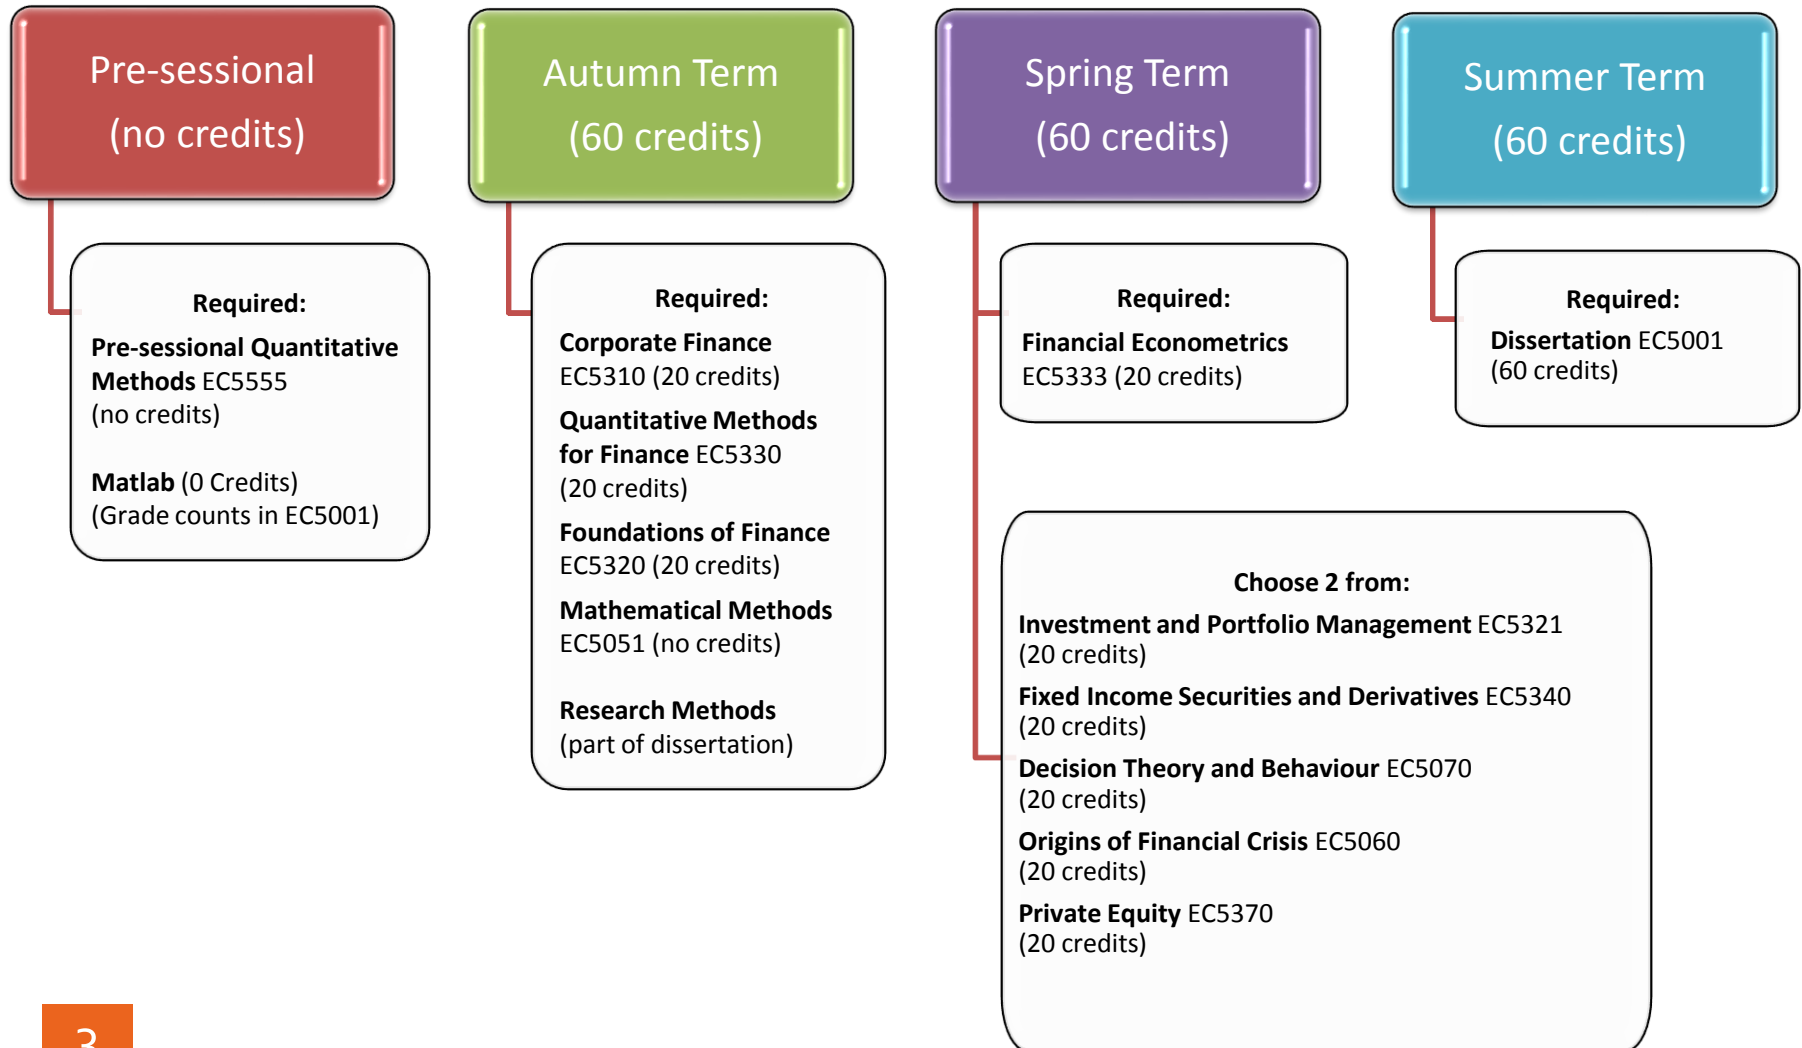 Pre-sessional
(no credits)
Required:
Pre-sessional Quantitative
Methods EC5555
(no credits)
Matlab (0 Credits)
(Grade counts in EC5001)
Autumn Term
(60 credits)
Required:
Corporate Finance
EC5310 (20 credits)
Quantitative Methods
for Finance EC5330
(20 credits)
Foundations of Finance
EC5320 (20 credits)
Mathematical Methods
EC5051 (no credits)
Research Methods
(part of dissertation)
Spring Term
(60 credits)
Required:
Financial Econometrics
EC5333 (20 credits)
Choose 2 from:
Investment and Portfolio Management EC5321
(20 credits)
Fixed Income Securities and Derivatives EC5340
(20 credits)
Decision Theory and Behaviour EC5070
(20 credits)
Origins of Financial Crisis EC5060
(20 credits)
Private Equity EC5370
(20 credits)
Summer Term
(60 credits)
Required:
Dissertation EC5001
(60 credits)
3